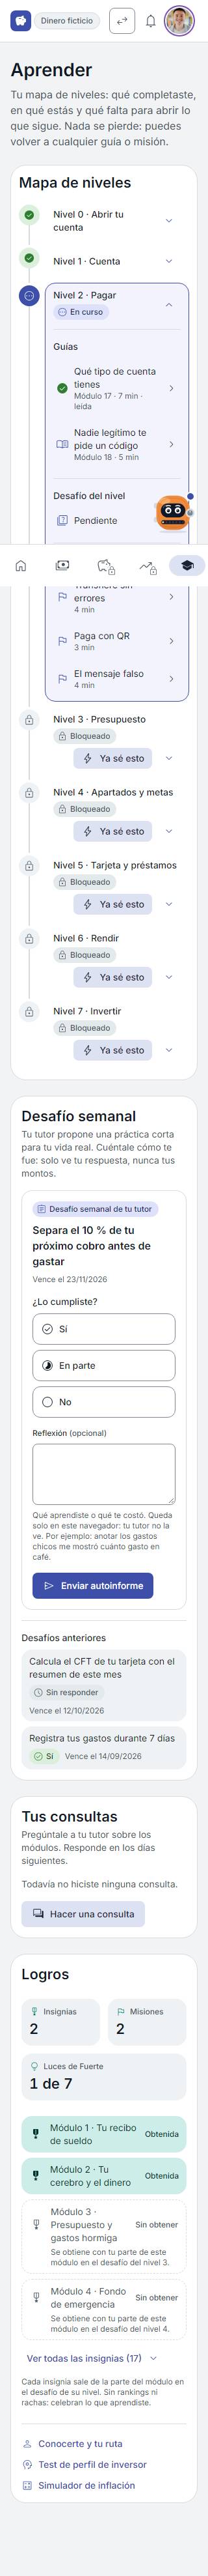 Dinero ficticio
Aprender
Tu mapa de niveles: qué completaste,
en qué estás y qué falta para abrir lo
que sigue. Nada se pierde: puedes
volver a cualquier guía o misión.
Mapa de niveles
Nivel 0 · Abrir tu
cuenta
Nivel 1 · Cuenta
Nivel 2 · Pagar
En curso
Guías
Qué tipo de cuenta
tienes
Módulo 17 · 7 min ·
leída
Nadie legítimo te
pide un código
Módulo 18 · 5 min
Desafío del nivel
Pendiente
errores
4 min
Paga con QR
3 min
El mensaje falso
4 min
Nivel 3 · Presupuesto
Bloqueado
Ya sé esto
Nivel 4 · Apartados y metas
Bloqueado
Ya sé esto
Nivel 5 · Tarjeta y préstamos
Bloqueado
Ya sé esto
Nivel 6 · Rendir
Bloqueado
Ya sé esto
Nivel 7 · Invertir
Bloqueado
Ya sé esto
Desafío semanal
Tu tutor propone una práctica corta
para tu vida real. Cuéntale cómo te
fue: solo ve tu respuesta, nunca tus
montos.
Desafío semanal de tu tutor
Separa el 10 % de tu
próximo cobro antes de
gastar
Vence el 23/11/2026
¿Lo cumpliste?
Sí
En parte
No
Reflexión (opcional)
Qué aprendiste o qué te costó. Queda
solo en este navegador: tu tutor no la
ve. Por ejemplo: anotar los gastos
chicos me mostró cuánto gasto en
café.
Enviar autoinforme
Desafíos anteriores
Calcula el CFT de tu tarjeta con el
resumen de este mes
Sin responder
Vence el 12/10/2026
Registra tus gastos durante 7 días
Sí Vence el 14/09/2026
Tus consultas
Pregúntale a tu tutor sobre los
módulos. Responde en los días
siguientes.
Todavía no hiciste ninguna consulta.
Hacer una consulta
Logros
Insignias
2
Misiones
2
Luces de Fuerte
1 de 7
Módulo 1 · Tu recibo
de sueldo
Obtenida
Módulo 2 · Tu
cerebro y el dinero
Obtenida
Módulo 3 ·
Presupuesto y
gastos hormiga
Sin obtener
Se obtiene con tu parte de este
módulo en el desafío del nivel 3.
Módulo 4 · Fondo
de emergencia
Sin obtener
Se obtiene con tu parte de este
módulo en el desafío del nivel 4.
Ver todas las insignias (17)
Cada insignia sale de la parte del módulo en
el desafío de su nivel. Sin rankings ni
rachas: celebran lo que aprendiste.
Conocerte y tu ruta
Test de perfil de inversor
Simulador de inflación